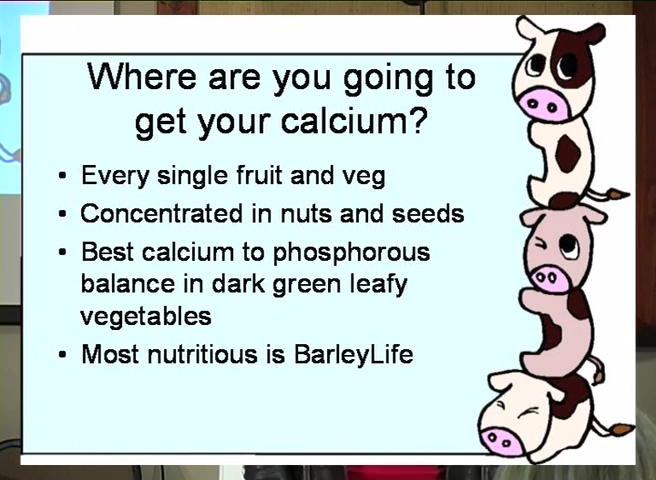 Where are you going to
get your calcium?
• Every single fruit and veg
• Concentrated in nuts and seeds
• Best calcium to phosphorous
balance in dark green leafy
vegetables
• Most nutritious is BarleyLife